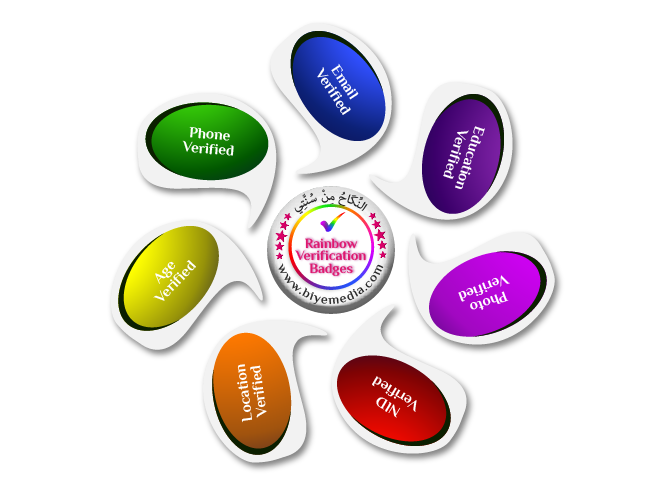 Email
Verified
Education
Verified
Photo
Verified
NID
Verified
Location
Verified
Age
Verified
Phone
Verified
النِّكَاحُ مِنْ سُنَّتِي
Rainbow
Verification
Badges
www.biyemedia.com